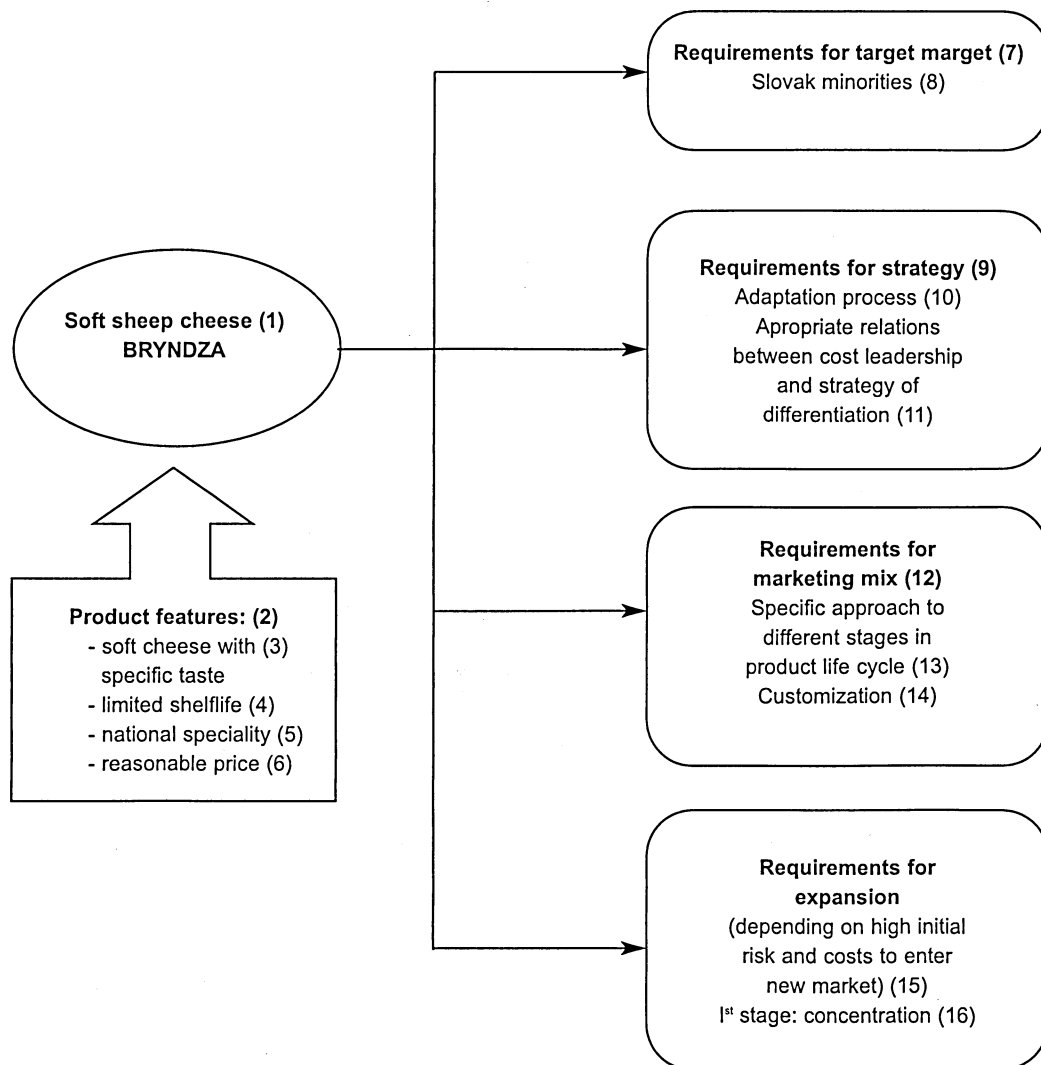 Soft sheep cheese (1)
BRYNDZA
Product features: (2)
- soft cheese with (3)
specific taste
- limited shelflife (4)
- national speciality (5)
- reasonable price (6)
Requirements for target marget (7)
Slovak minorities (8)
Requirements for strategy (9)
Adaptation process (10)
Apropriate relations
between cost leadership
and strategy of
differentiation (11)
Requirements for
marketing mix (12)
Specific approach to
different stages in
product life cycle (13)
Customization (14)
Requirements for
expansion
(depending on high initial
risk and costs to enter
new market) (15)
Ist stage: concentration (16)